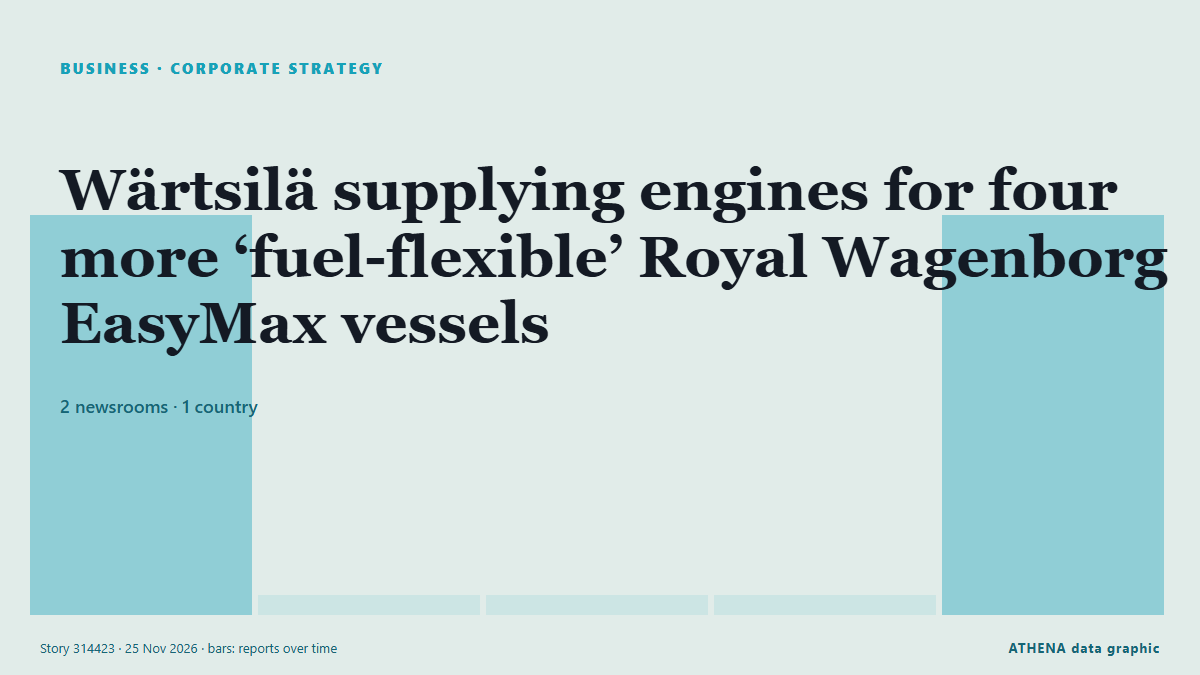 BUSINESS · CORPORATE STRATEGY
Wärtsilä supplying engines for four
more ‘fuel-flexible’ Royal Wagenborg
EasyMax vessels
2 newsrooms · 1 country
Story 314423 · 25 Nov 2026 · bars: reports over time
ATHENA data graphic